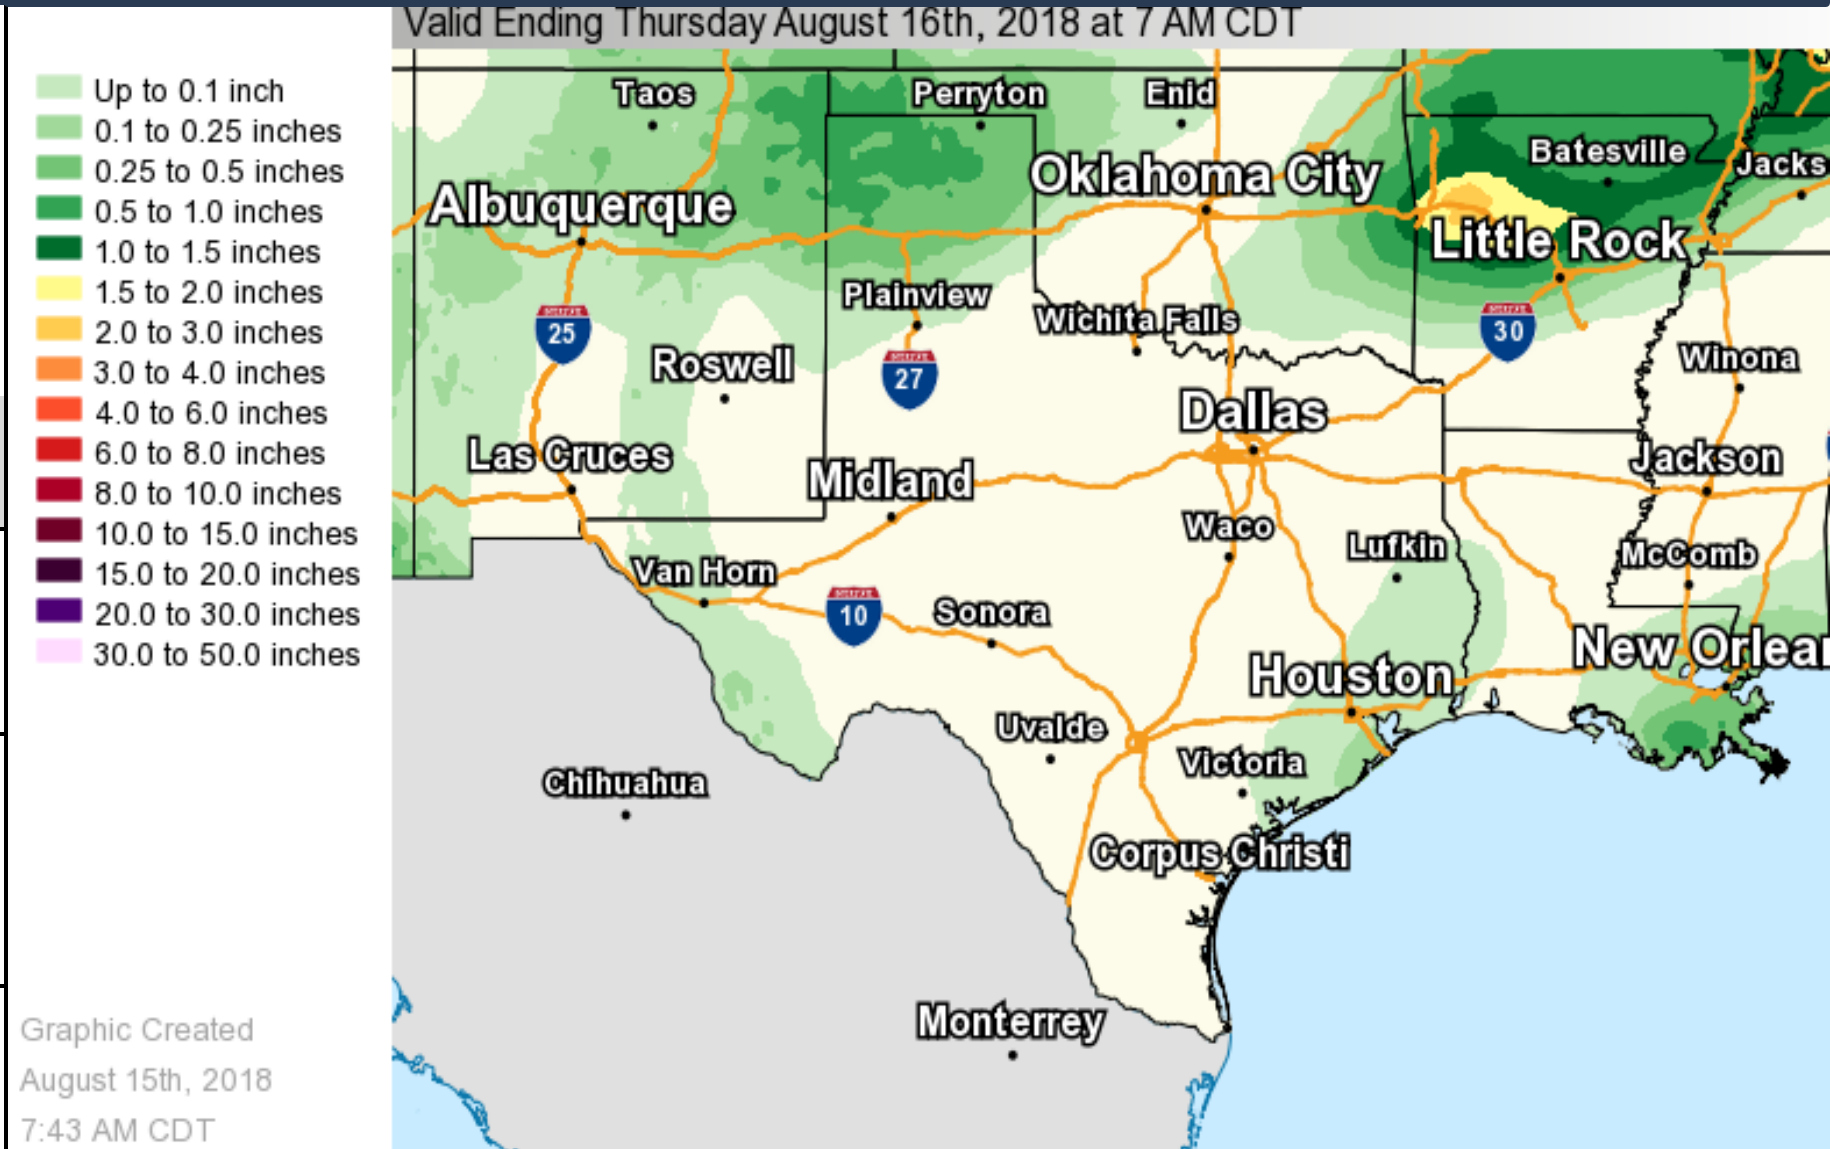 Valid Ending Thursday August 16th, 2018 at 7 AM CDT
Up to 0.1 inch
0.1 to 0.25 inches
0.25 to 0.5 inches
0.5 to 1.0 inches
1.0 to 1.5 inches
1.5 to 2.0 inches
2.0 to 3.0 inches
3.0 to 4.0 inches
4.0 to 6.0 inches
6.0 to 8.0 inches
8.0 to 10.0 inches
10.0 to 15.0 inches
15.0 to 20.0 inches
20.0 to 30.0 inches
30.0 to 50.0 inches
Graphic Created
August 15th, 2018
7:43 AM CDT
Taos
Perryton
Enid
Batesville
Jacks
Oklahoma City
Albuquerque
Little Rock
Plainview
Wichita Falls
25
30
Roswell
27
Winona
Dallas
Las Cruces
Midland
Jackson
Waco
Lufkin
McComb
Van Horn
10
Sonora
New Orlear
Houston
Uvalde
Victoria
Chihuahua
Corpus Christi
Monterrey